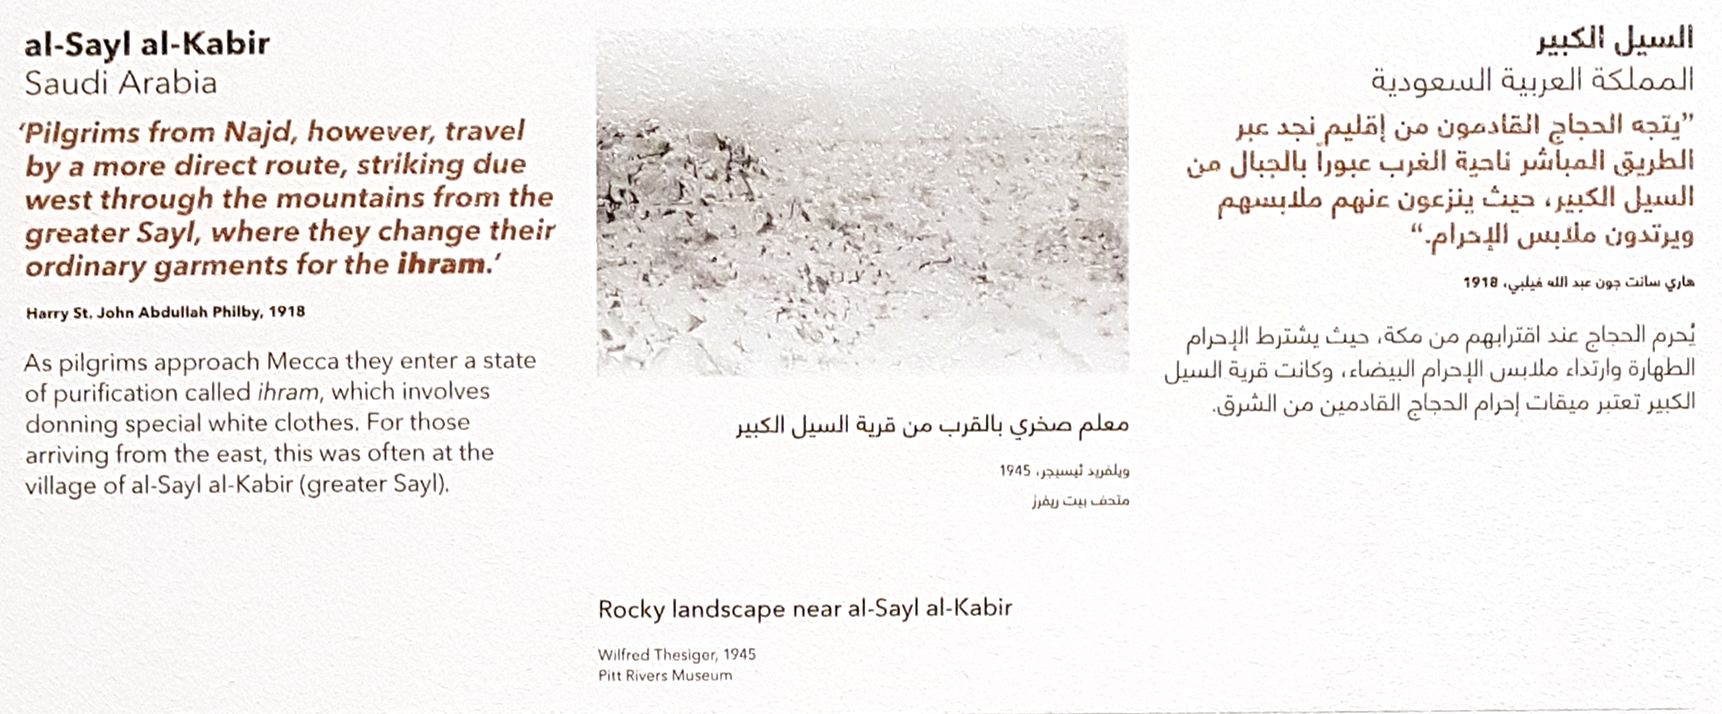 al-Sayl al-Kabir
Saudi Arabia
‘Pilgrims from Najd, however, travel
by a more direct route, striking due
west through the mountains from the
greater Sayl, where they change their
ordinary garments for the ihram.’
Harry St. John Abdullah Philby, 1918
As pilgrims approach Mecca they enter a state
of purification called ihram, which involves
donning special white clothes. For those
arriving from the east, this was often at the
village of al-Sayl al-Kabir (greater Sayl).
معلم صخري بالقرب من قرية السيل الكبير
ويلفريد ثيسيجر، 1945
متحف بيت ريفرز
Rocky landscape near al-Sayl al-Kabir
Wilfred Thesiger, 1945
Pitt Rivers Museum
السيل الكبير
المملكة العربية السعودية
”يتجه الحجاج القادمون من إقليم نجد عبر
الطريق المباشر ناحية الغرب عبوراً بالجبال من
السيل الكبير، حيث ينزعون عنهم ملابسهم
ويرتدون ملابس الإحرام.“
هاري سانت جون عبد الله فيلبي، 1918
يُحرم الحجاج عند اقترابهم من مكة، حيث يشترط الإحرام
الطهارة وارتداء ملابس الإحرام البيضاء، وكانت قرية السيل
الكبير تعتبر ميقات إحرام الحجاج القادمين من الشرق.